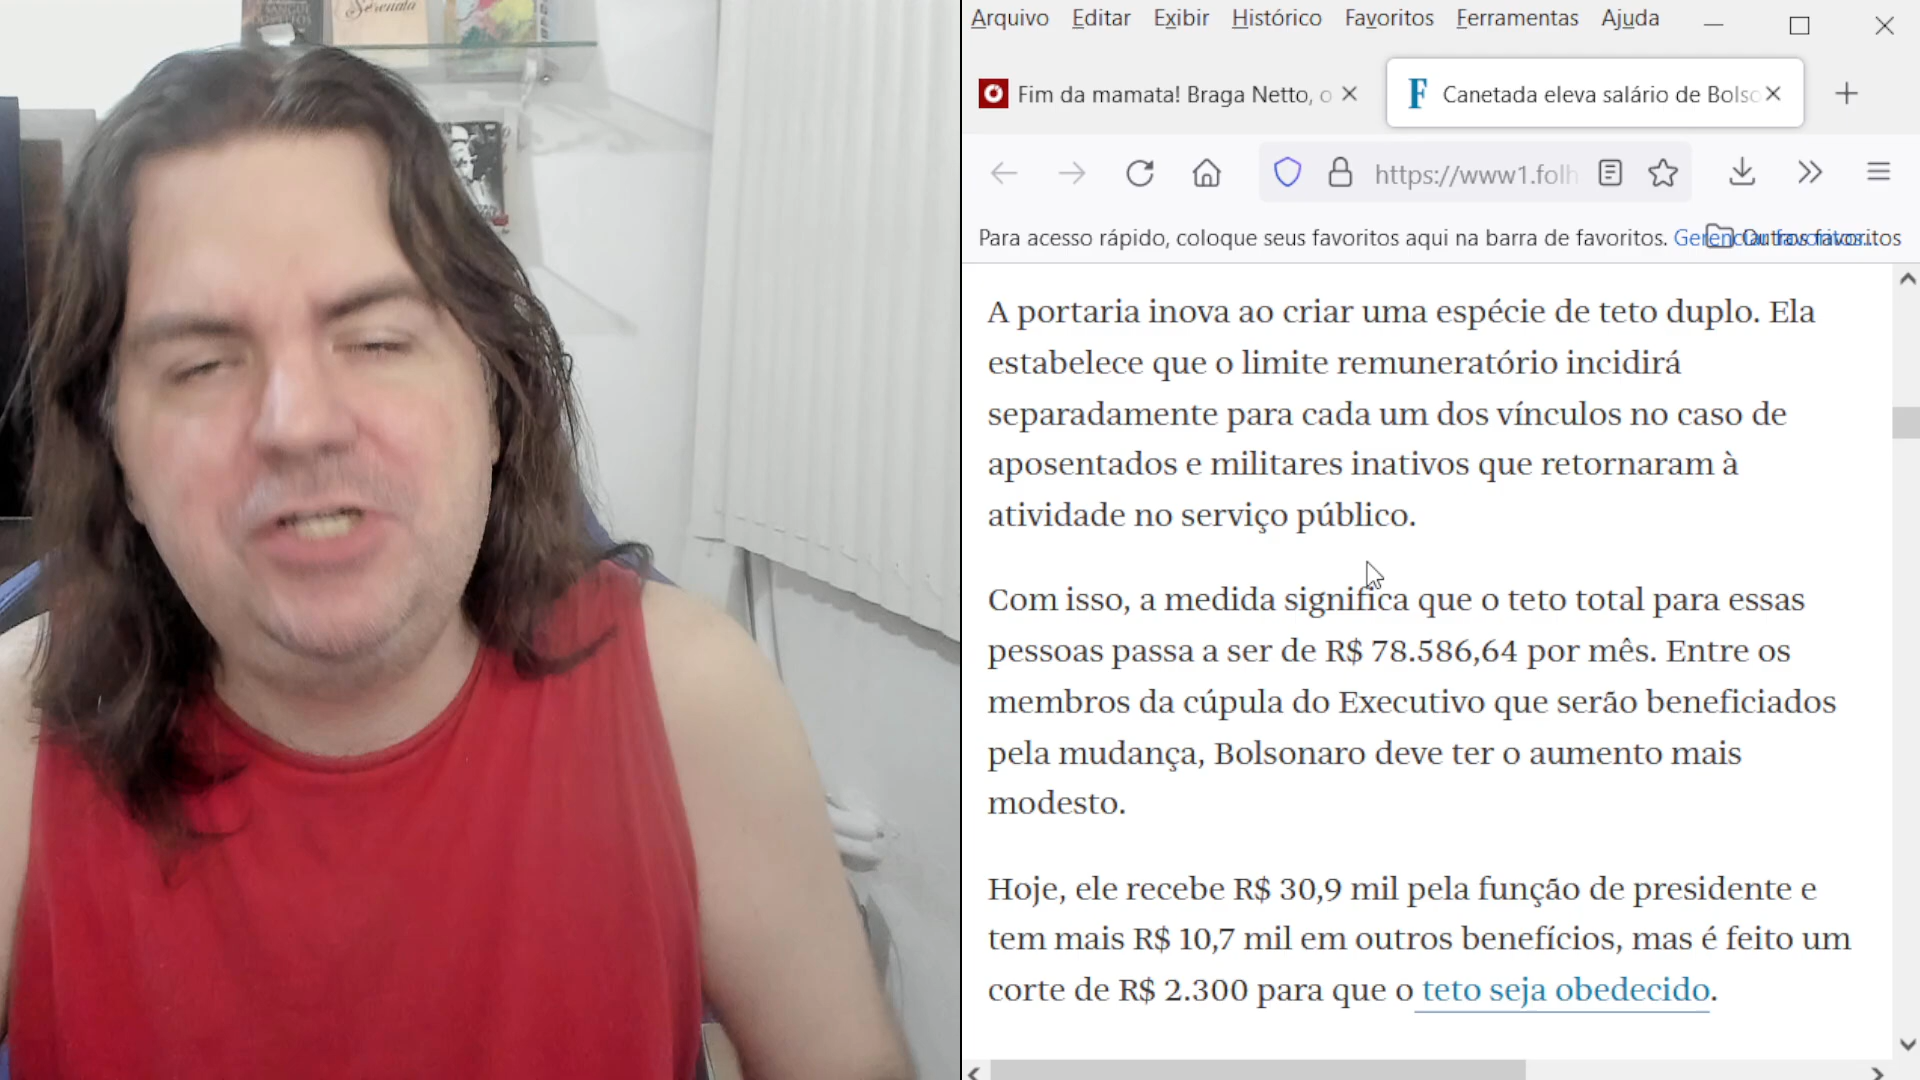 Serenata
Arquivo Editar Exibir Histórico Favoritos Ferramentas Ajuda
Fim da mamata! Braga Netto, o
F Canetada eleva salário de Bolso
https://www1.folh
Para acesso rápido, coloque seus favoritos aqui na barra de favoritos. Gerenciar favoritos... Outros favoritos
A portaria inova ao criar uma espécie de teto duplo. Ela
estabelece que o limite remuneratório incidirá
separadamente para cada um dos vínculos no caso de
aposentados e militares inativos que retornaram à
atividade no serviço público.
Com isso, a medida significa que o teto total para essas
pessoas passa a ser de R$ 78.586,64 por mês. Entre os
membros da cúpula do Executivo que serão beneficiados
pela mudança, Bolsonaro deve ter o aumento mais
modesto.
Hoje, ele recebe R$ 30,9 mil pela função de presidente e
tem mais R$ 10,7 mil em outros benefícios, mas é feito um
corte de R$ 2.300 para que o teto seja obedecido.